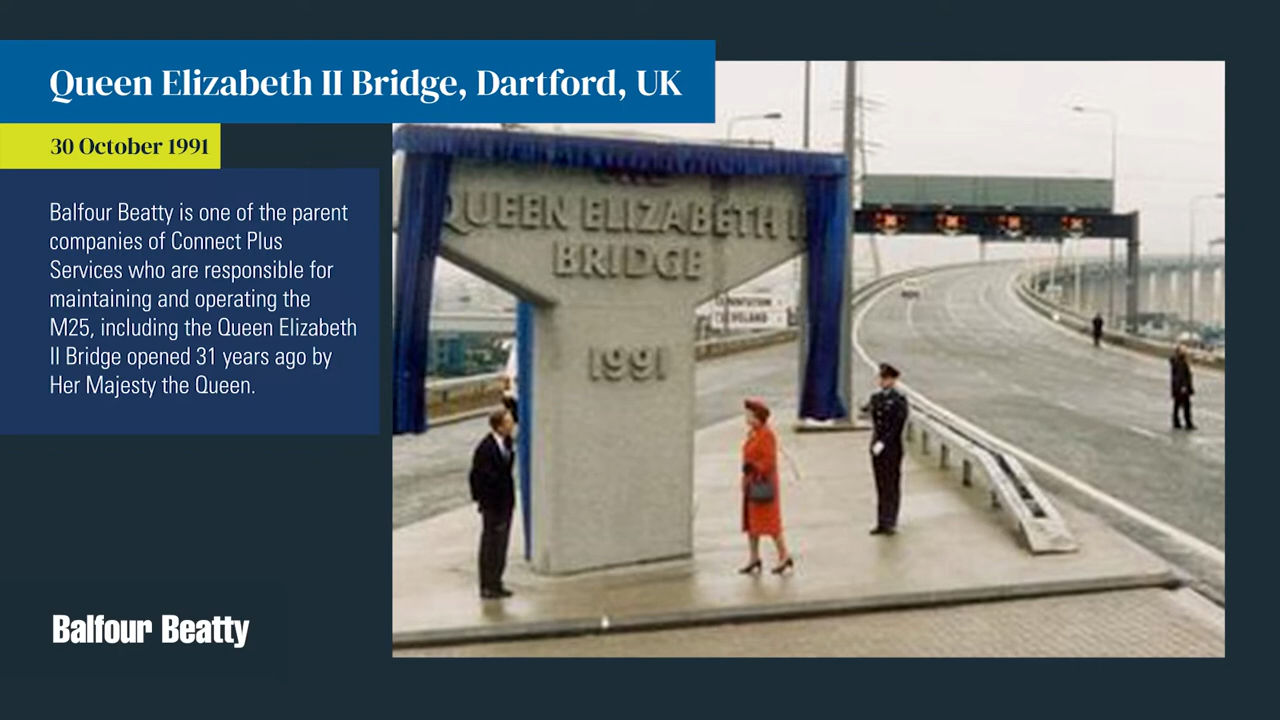 Queen Elizabeth II Bridge, Dartford, UK
30 October 1991
Balfour Beatty is one of the parent
companies of Connect Plus
Services who are responsible for
maintaining and operating the
M25, including the Queen Elizabeth
II Bridge opened 31 years ago by
Her Majesty the Queen.
QUEEN ELIZABETH II
BRIDGE
1991
Balfour Beatty